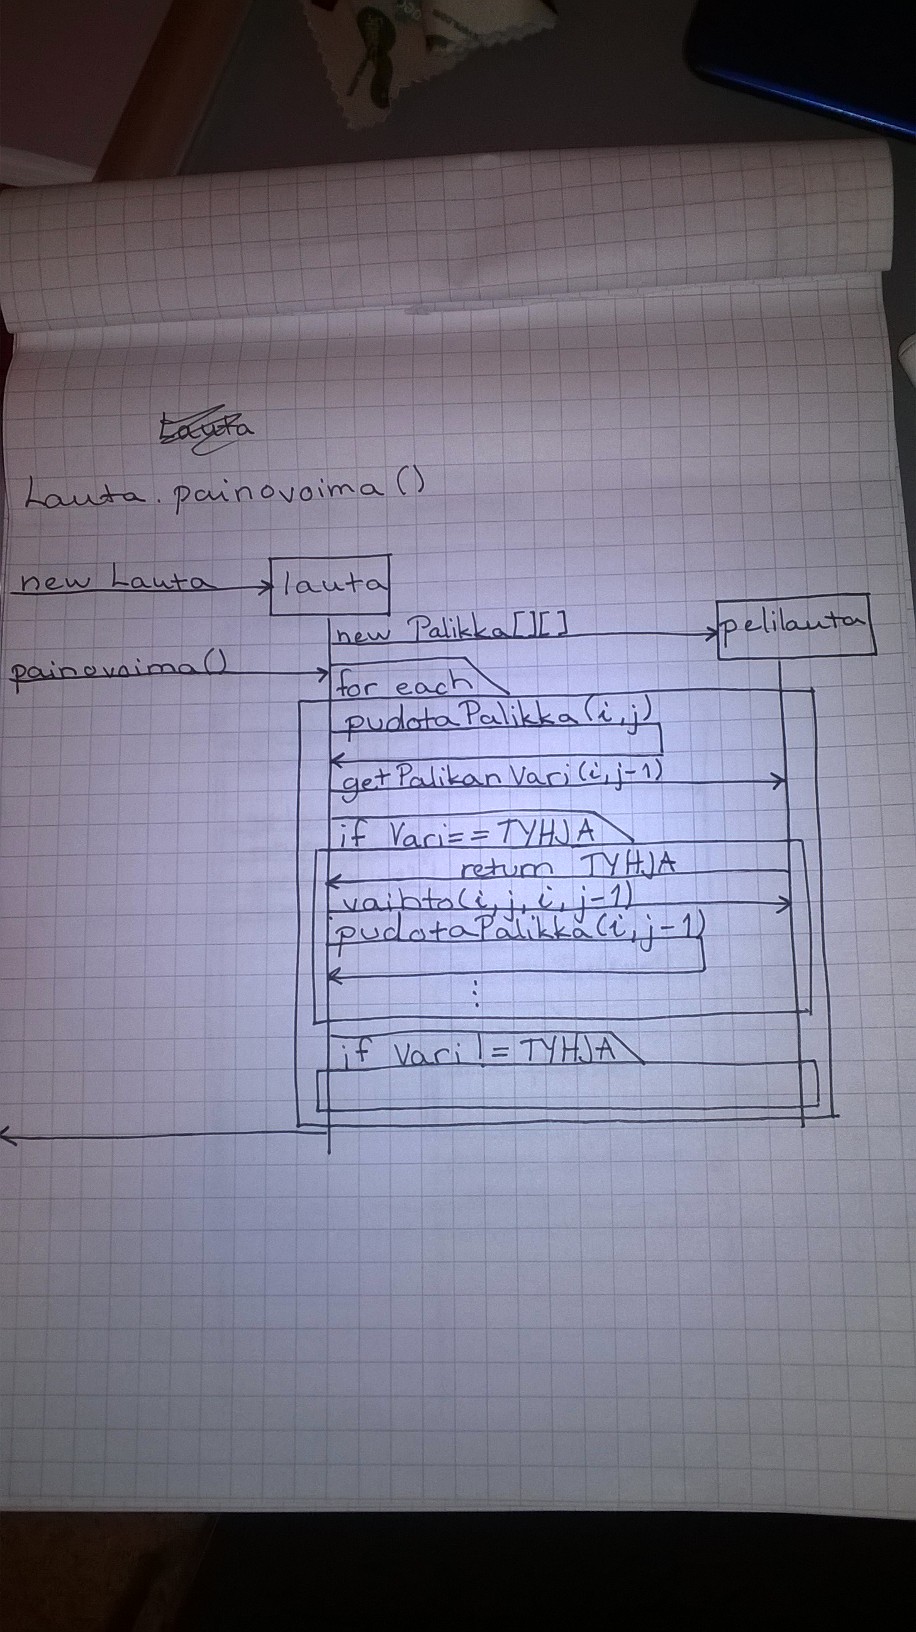 Lauta
Lauta.painovoima()
new Lauta
lauta
new Palikka[][]
pelilauta
painovoima()
for each
pudotaPalikka(i,j)
getPalikanVari(i,j-1)
if Vari==TYHJA
return TYHJA
vaihto(i,j,i,j-1)
pudotaPalikka(i,j-1)
⋮
if Vari!=TYHJA